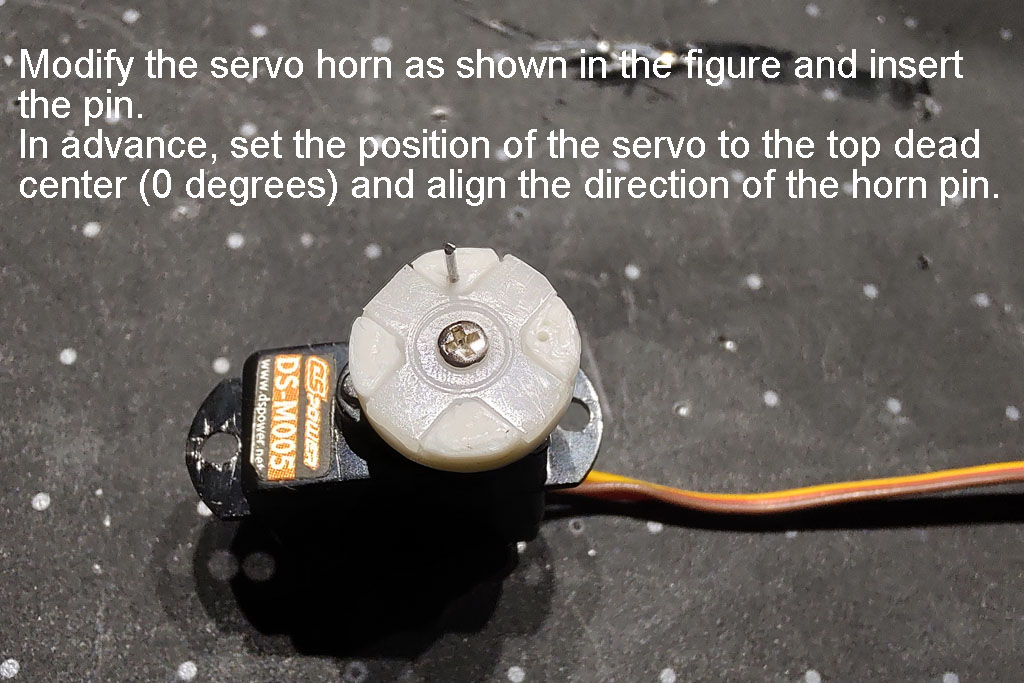 Modify the servo horn as shown in the figure and insert
the pin.
In advance, set the position of the servo to the top dead
center (0 degrees) and align the direction of the horn pin.
DSPOWER
DS-M005
www.dspower.net